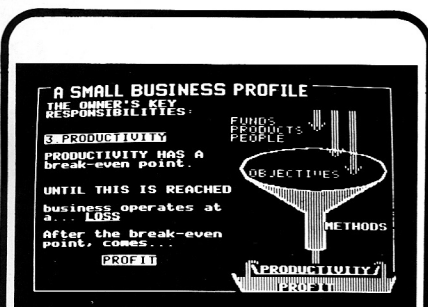 A SMALL BUSINESS PROFILE
THE OWNER'S KEY
RESPONSIBILITIES:
3.PRODUCTIVITY
PRODUCTIVITY HAS A
break-even point.
UNTIL THIS IS REACHED
business operates at
a... LOSS
After the break-even
point, comes...
PROFIT
FUNDS
PRODUCTS
PEOPLE
OBJECTIVES
METHODS
PRODUCTIVITY
PROFIT